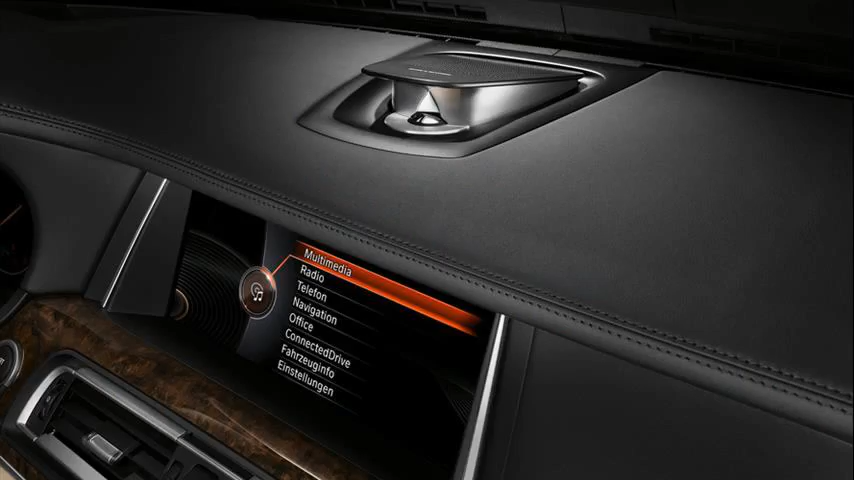 Multimedia
Radio
Telefon
Navigation
Office
ConnectedDrive
Fahrzeuginfo
Einstellungen